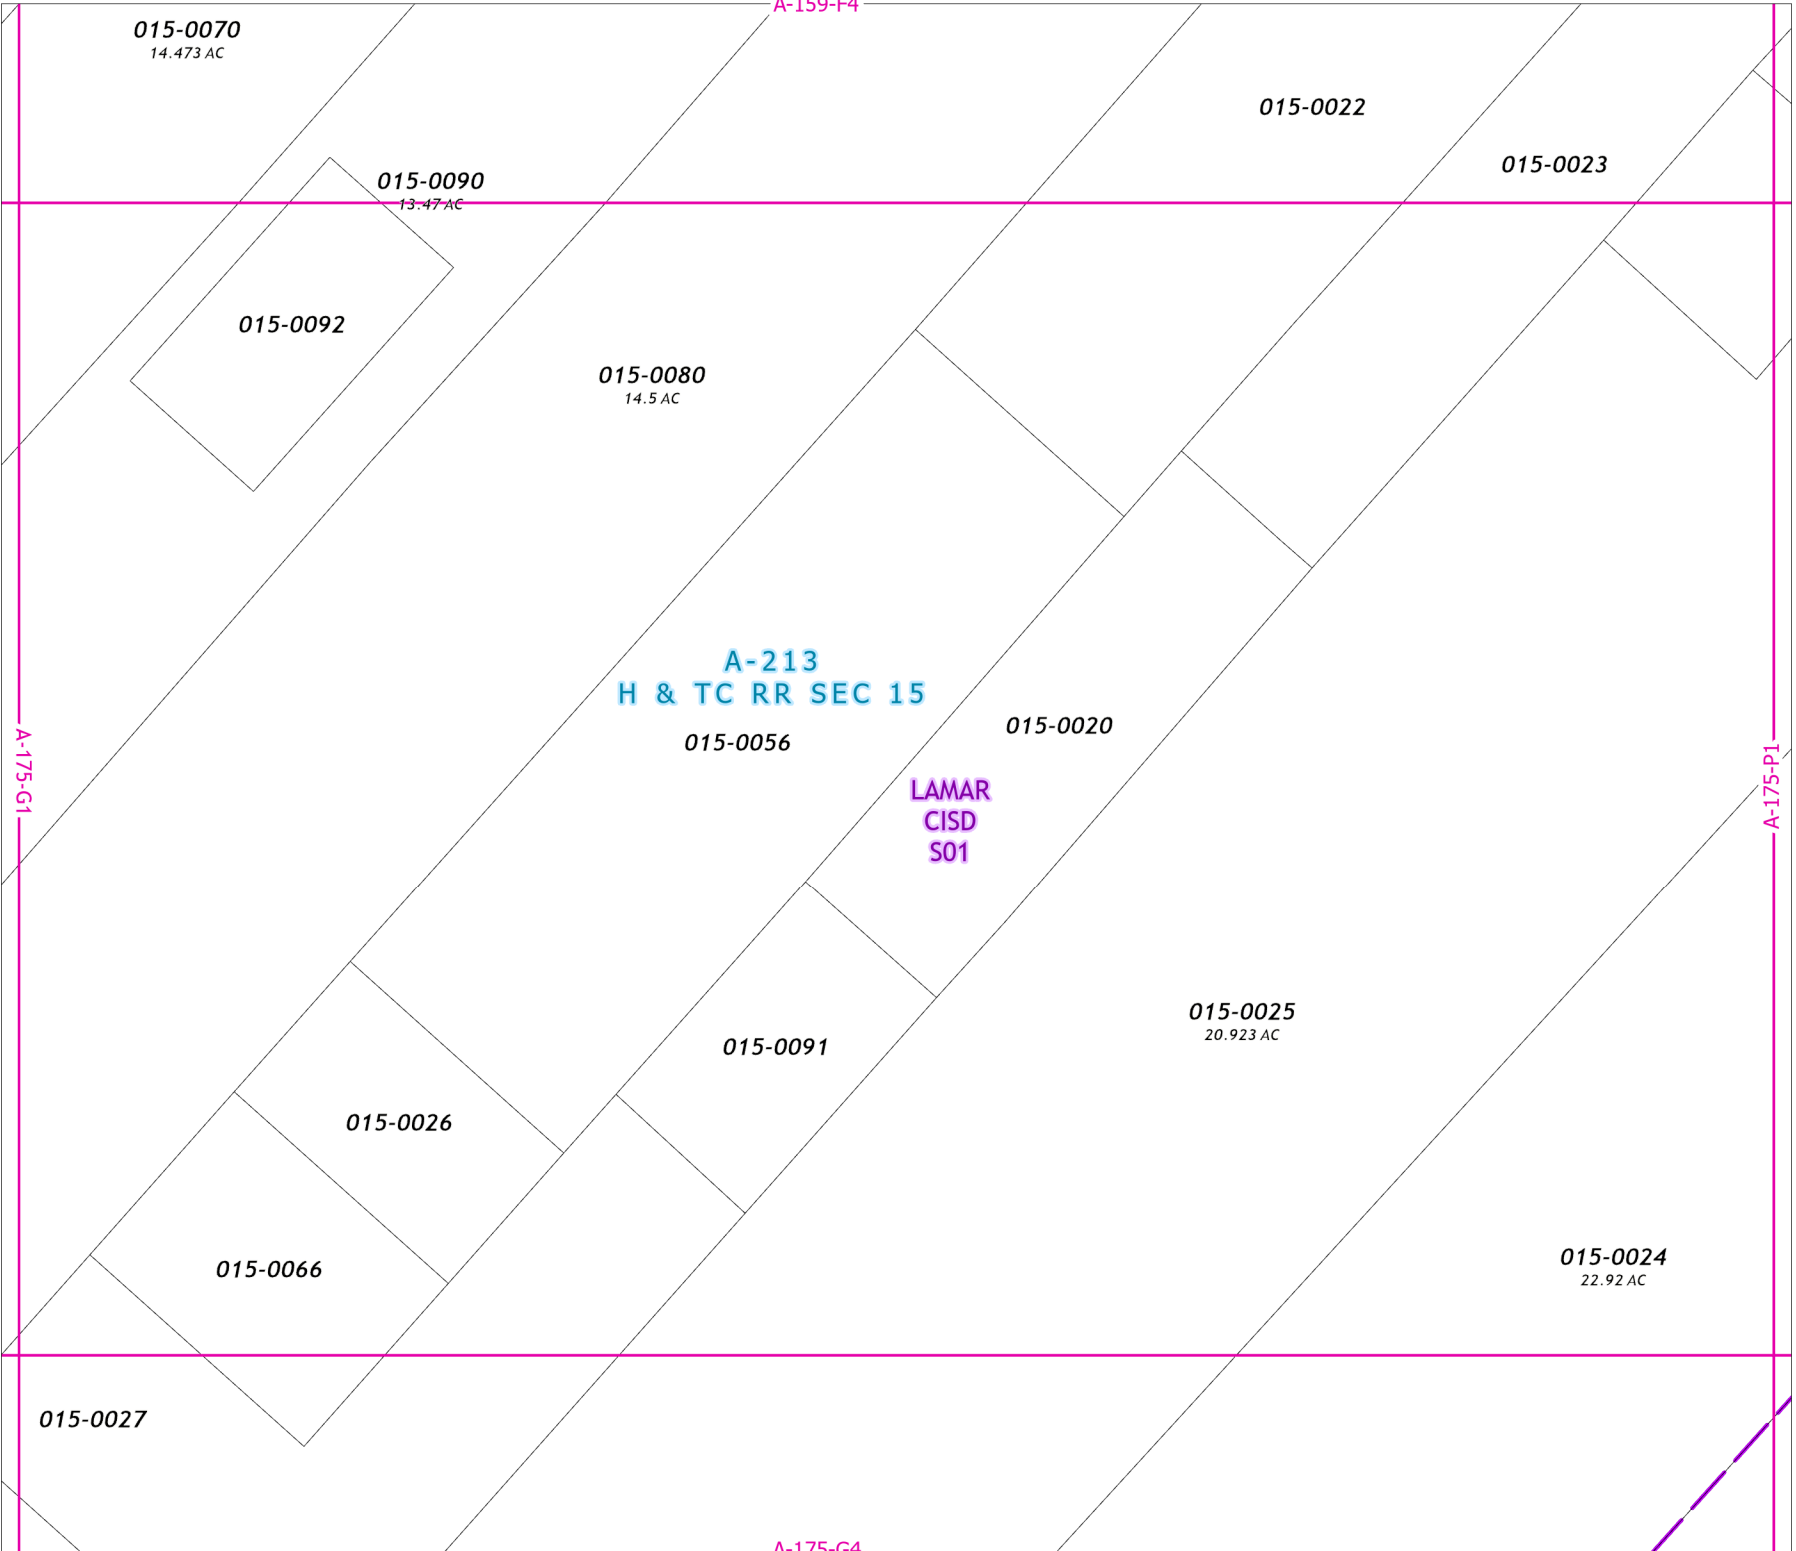 A-159-F4
015-0070
14.473 AC
015-0022
015-0023
015-0090
13.47 AC
015-0092
015-0080
14.5 AC
A-213
H & TC RR SEC 15
015-0056
015-0020
A-175-G1
A-175-P1
LAMAR
CISD
S01
015-0025
20.923 AC
015-0091
015-0026
015-0066
015-0024
22.92 AC
015-0027
A-175-G4